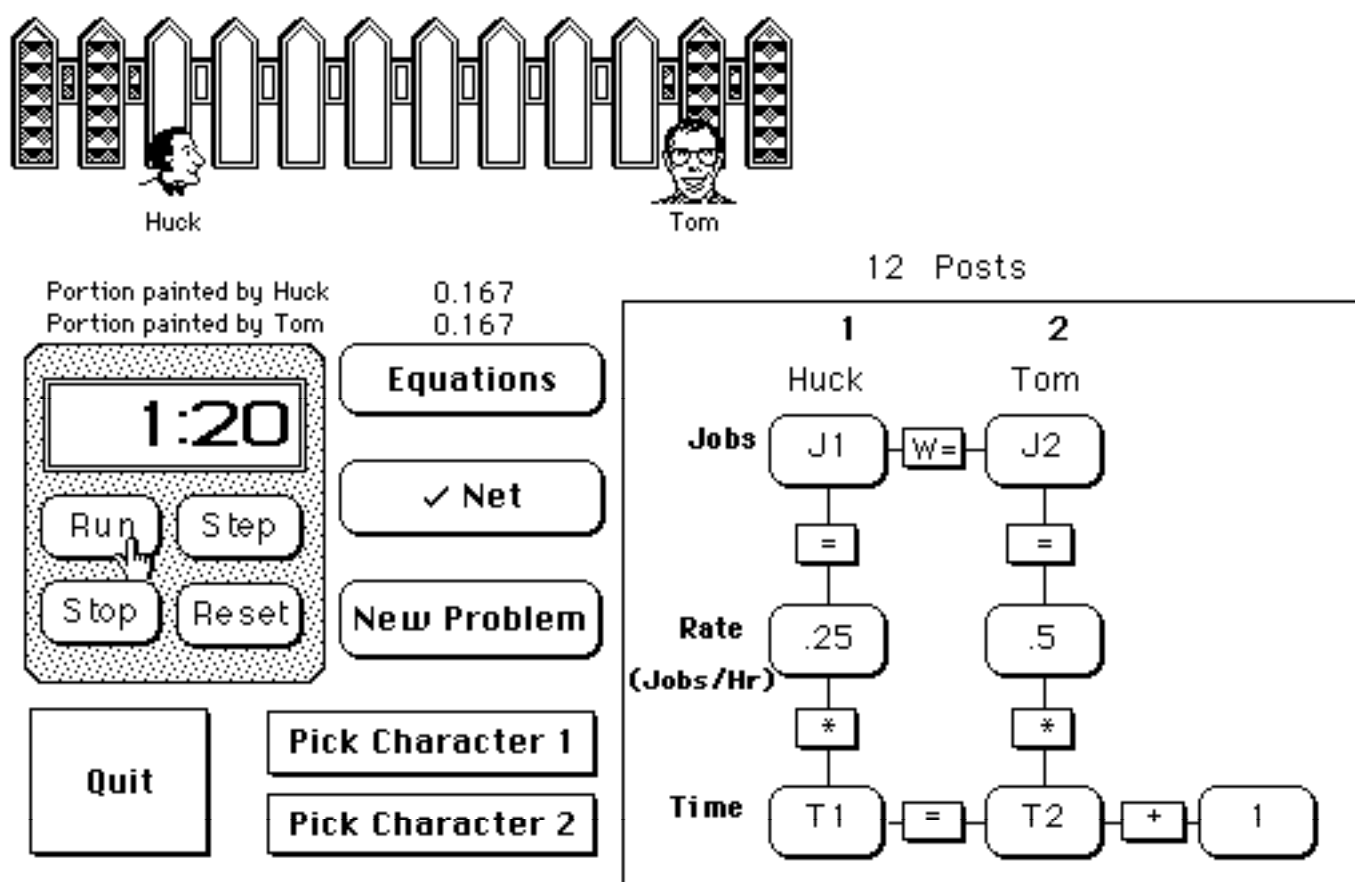 Huck Tom
12 Posts
Portion painted by Huck 0.167
Portion painted by Tom 0.167
1:20
Run Step
Stop Reset
Equations
✓ Net
New Problem
Quit
Pick Character 1
Pick Character 2
1 2
Huck Tom
Jobs J1 W= J2
= =
Rate .25 .5
(Jobs/Hr)
* *
Time T1 = T2 + 1